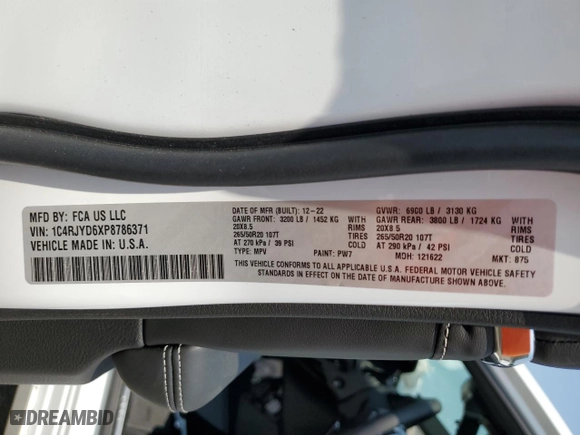 MFD BY: FCA US LLC
VIN: 1C4RJYD6XP8786371
VEHICLE MADE IN U.S.A.
DATE OF MFR (BUILT): 12-22
GAWR FRONT: 3200 LB / 1452 KG
WITH
20X8.5
RIMS
265/50R20 107T
TIRES
AT 270 kPa / 39 PSI
COLD
TYPE: MPV
PAINT: PW7
GVWR: 6900 LB / 3130 KG
GAWR REAR: 3800 LB / 1724 KG
WITH
20X8.5
RIMS
265/50R20 107T
TIRES
AT 290 kPa / 42 PSI
COLD
MDH: 121622
MKT: 875
THIS VEHICLE CONFORMS TO ALL APPLICABLE U.S.A. FEDERAL MOTOR VEHICLE SAFETY
STANDARDS IN EFFECT ON THE DATE OF MANUFACTURE SHOWN ABOVE.
DREAMBID